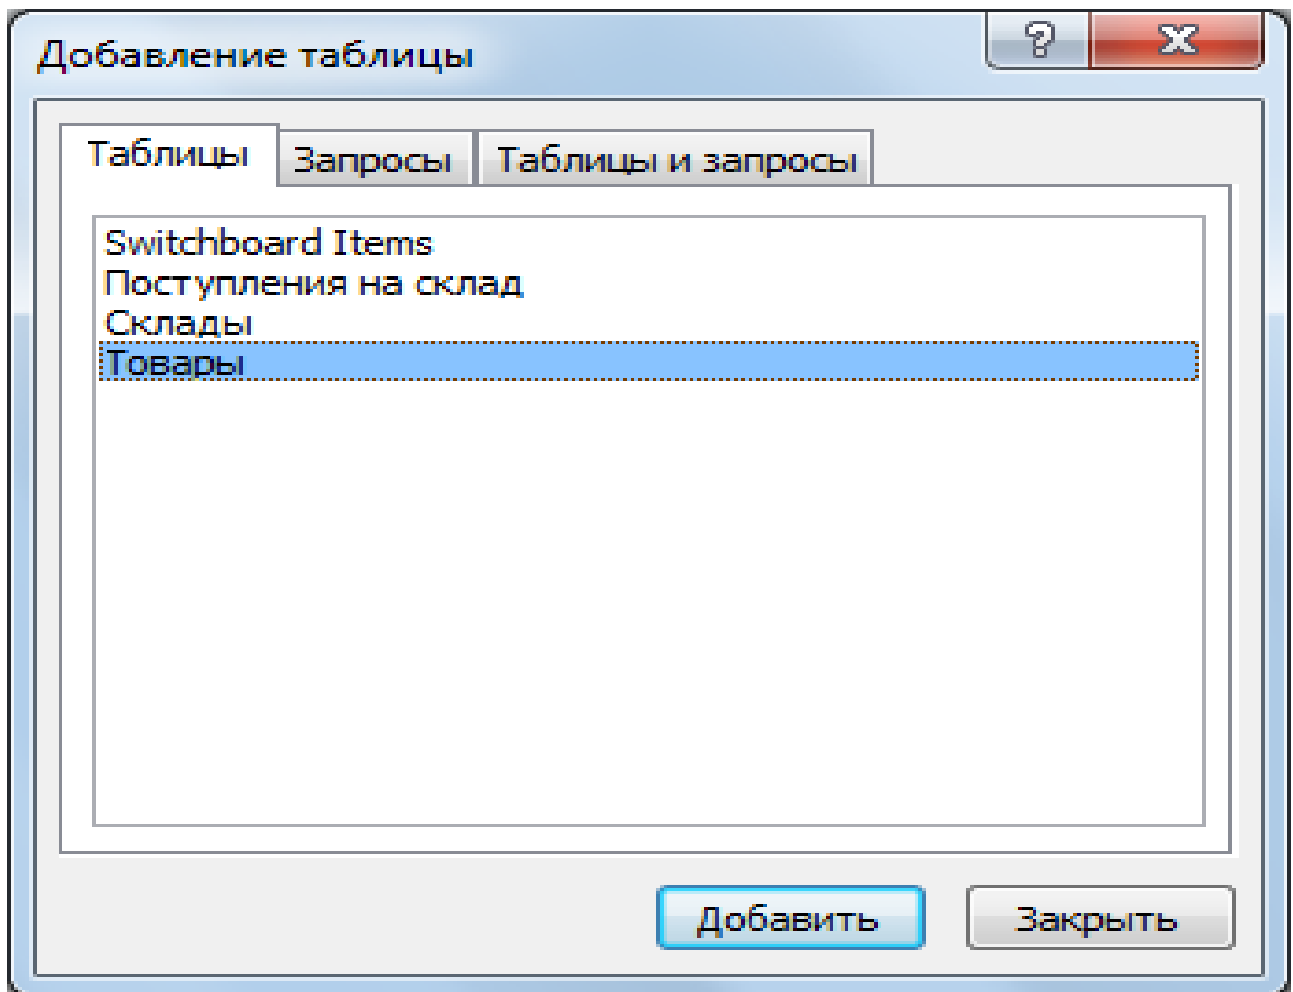 Добавление таблицы
Таблицы Запросы Таблицы и запросы
Switchboard Items
Поступления на склад
Склады
Товары
Добавить Закрыть